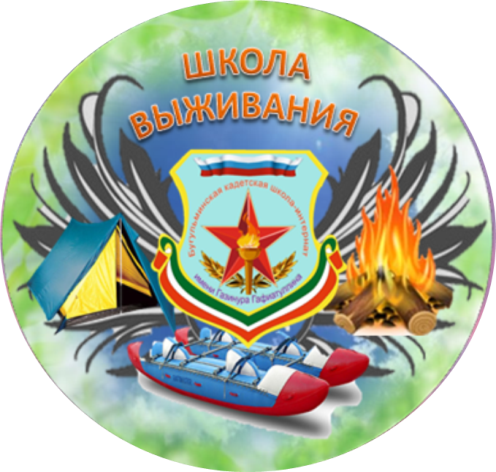 ШКОЛА
ВЫЖИВАНИЯ
Бугульминская кадетская школа-интернат
имени Газинура Гафиатуллина